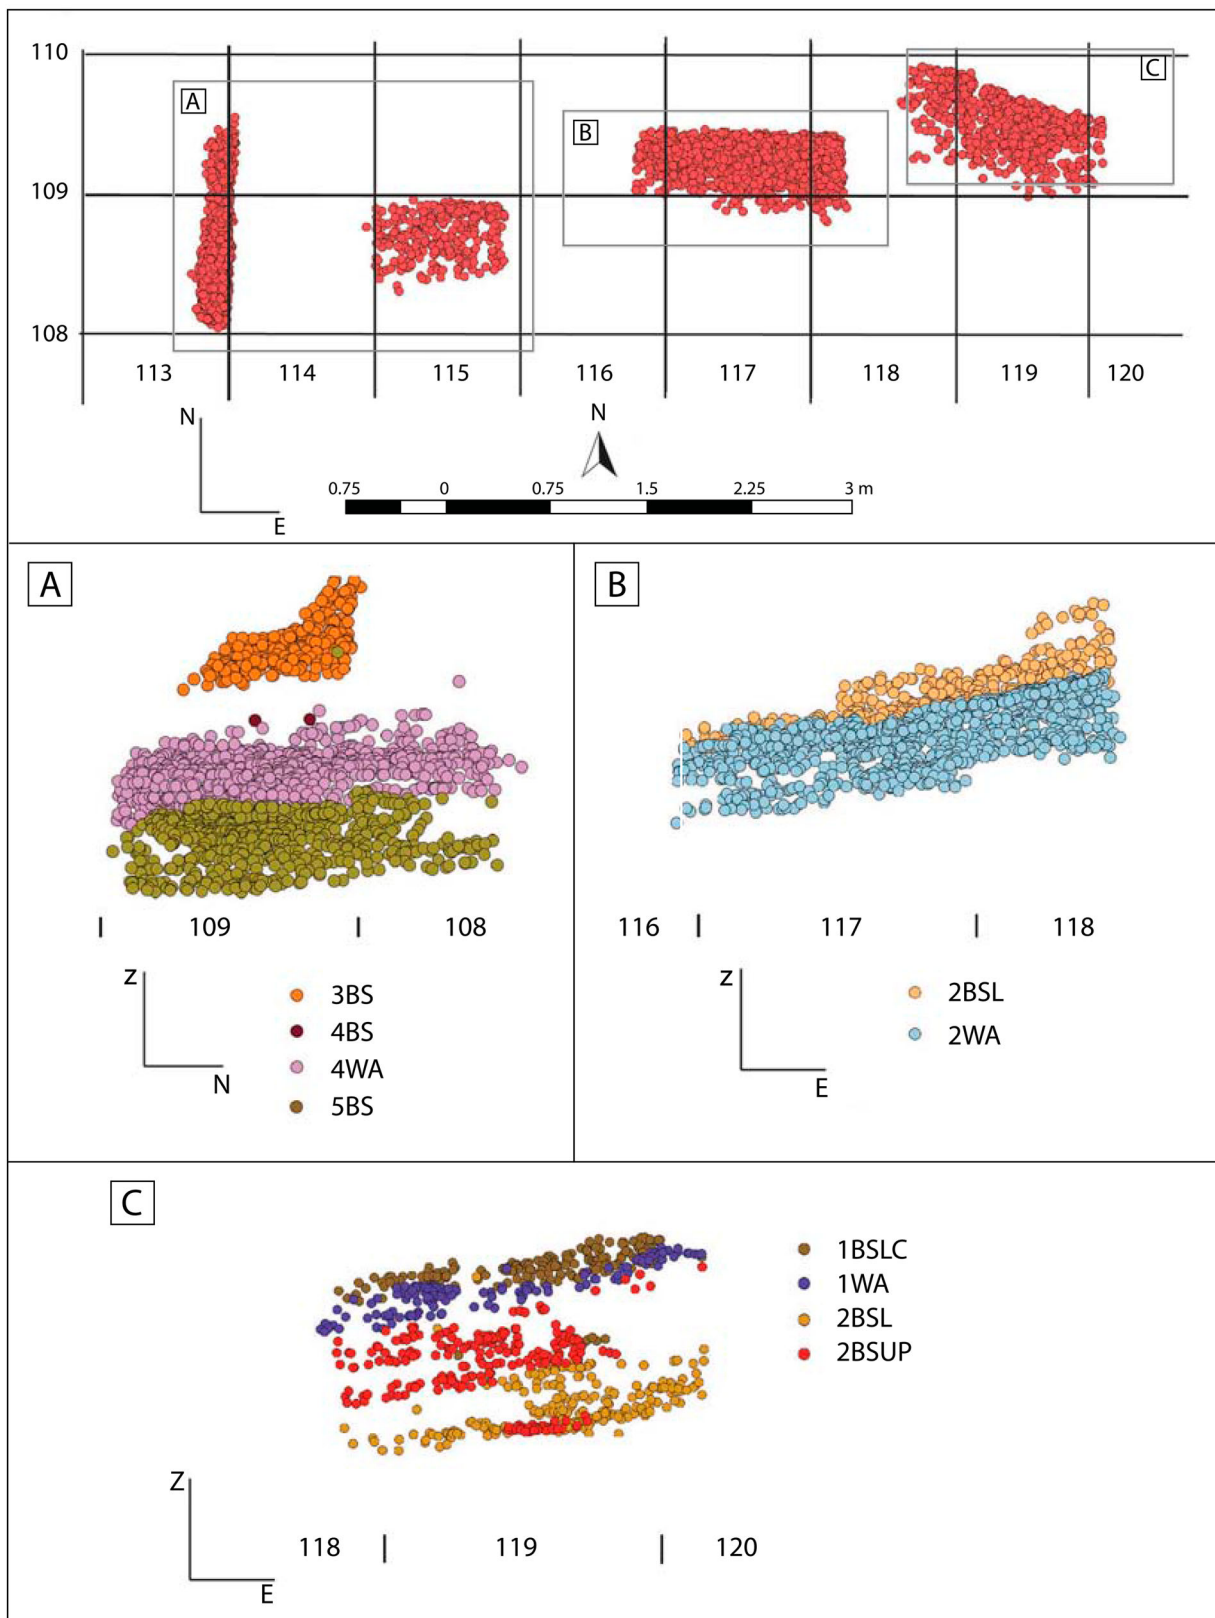 110
A
B
C
109
108
113 114 115 116 117 118 119 120
N
E
N
0.75 0 0.75 1.5 2.25 3 m
A
109 108
z
N
3BS
4BS
4WA
5BS
B
116 117 118
z
E
2BSL
2WA
C
1BSLC
1WA
2BSL
2BSUP
Z
E
118 119 120